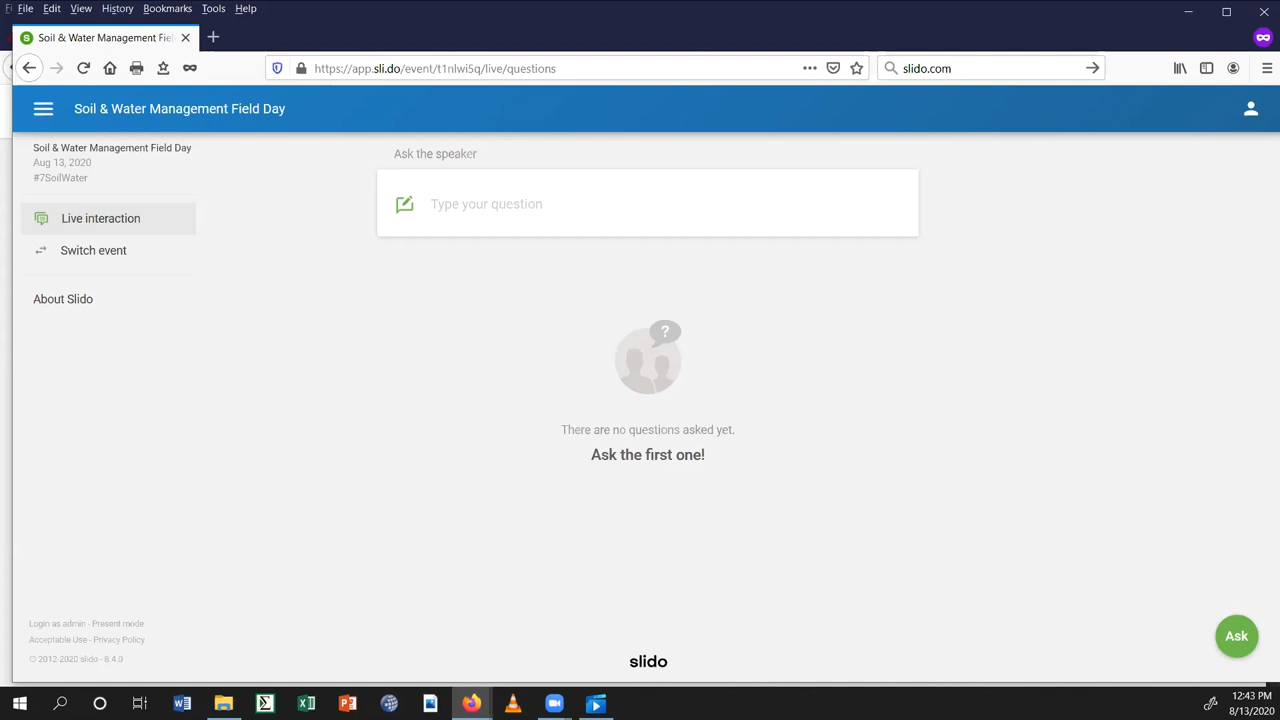 File Edit View History Bookmarks Tools Help
Soil & Water Management Fiel
https://app.sli.do/event/t1nlwi5q/live/questions
slido.com
Soil & Water Management Field Day
Soil & Water Management Field Day
Aug 13, 2020
#7SoilWater
Live interaction
Switch event
About Slido
Ask the speaker
Type your question
?
There are no questions asked yet.
Ask the first one!
Login as admin - Present mode
Acceptable Use - Privacy Policy
© 2012-2020 slido - 8.4.0
slido
Ask
12:43 PM
8/13/2020